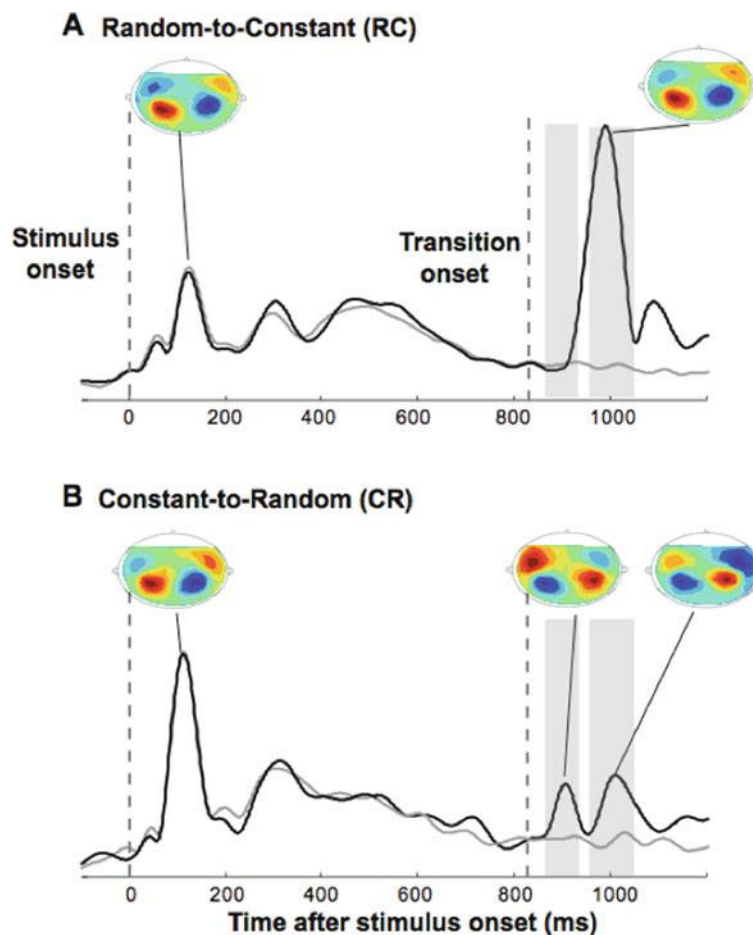 A Random-to-Constant (RC)
Stimulus onset
Transition onset
0 200 400 600 800 1000
B Constant-to-Random (CR)
0 200 400 600 800 1000
Time after stimulus onset (ms)